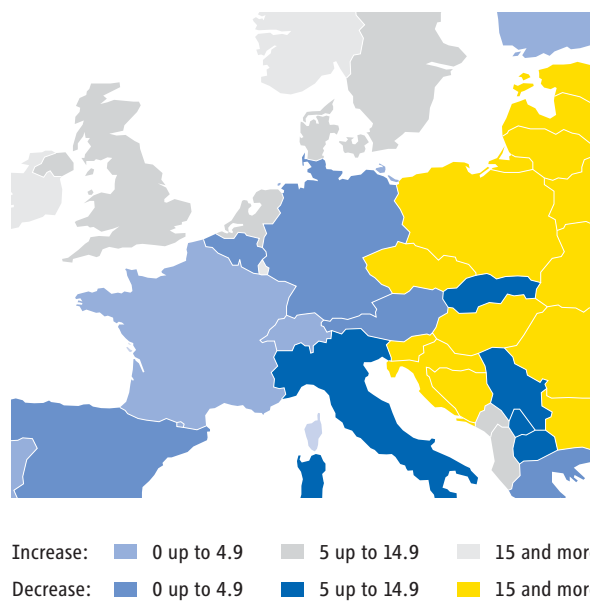 Increase: 0 up to 4.9 5 up to 14.9 15 and mor
Decrease: 0 up to 4.9 5 up to 14.9 15 and mor